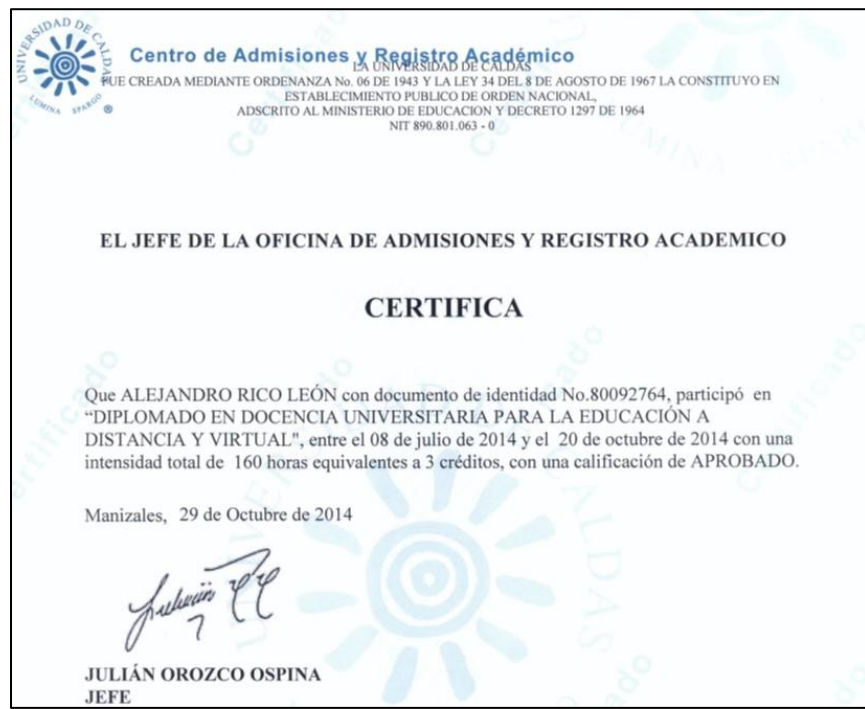 UNIVERSIDAD DE CALDAS
LUMINA SPARGO
®
Centro de Admisiones y Registro Académico
LA UNIVERSIDAD DE CALDAS
FUE CREADA MEDIANTE ORDENANZA No. 06 DE 1943 Y LA LEY 34 DEL 8 DE AGOSTO DE 1967 LA CONSTITUYO EN
ESTABLECIMIENTO PUBLICO DE ORDEN NACIONAL,
ADSCRITO AL MINISTERIO DE EDUCACION Y DECRETO 1297 DE 1964
NIT 890.801.063 - 0
EL JEFE DE LA OFICINA DE ADMISIONES Y REGISTRO ACADEMICO
CERTIFICA
Que ALEJANDRO RICO LEÓN con documento de identidad No.80092764, participó en
“DIPLOMADO EN DOCENCIA UNIVERSITARIA PARA LA EDUCACIÓN A
DISTANCIA Y VIRTUAL", entre el 08 de julio de 2014 y el 20 de octubre de 2014 con una
intensidad total de 160 horas equivalentes a 3 créditos, con una calificación de APROBADO.
Manizales, 29 de Octubre de 2014
JULIÁN OROZCO OSPINA
JEFE